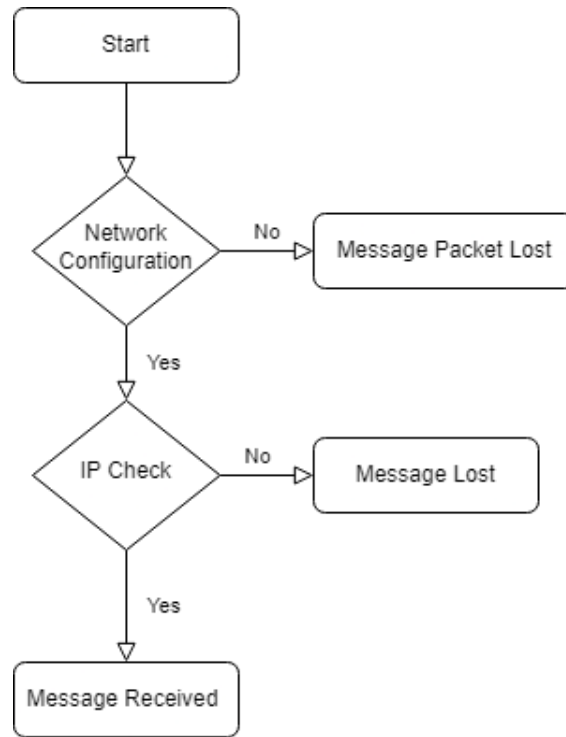 Start
Network
Configuration
No
Message Packet Lost
Yes
IP Check
No
Message Lost
Yes
Message Received